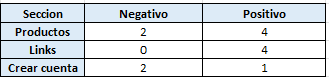 Seccion Negativo Positivo
Productos 2 4
Links 0 4
Crear cuenta 2 1